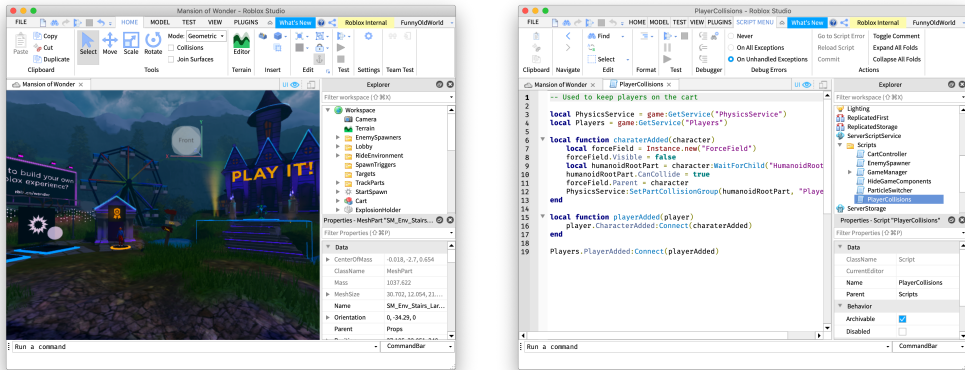 Mansion of Wonder - Roblox Studio
FILE HOME MODEL TEST VIEW PLUGINS What's New Roblox Internal FunnyOldWorld
Paste Copy Cut Duplicate
Select Move Scale Rotate
Mode: Geometric
Collisions
Join Surfaces
Editor
Clipboard Tools Terrain Insert Edit Test Settings Team Test
Mansion of Wonder ×
UI
Front
PLAY IT!
to build your own
olox experience?
Explorer
Filter workspace (⇧⌘X)
Workspace
Camera
Terrain
EnemySpawners
Lobby
RideEnvironment
SpawnTriggers
Targets
TrackParts
StartSpawn
Cart
ExplosionHolder
Properties - MeshPart "SM_Env_Stairs...
Filter Properties (⇧⌘P)
Data
CenterOfMass -0.018, -2.7, 0.654
ClassName MeshPart
Mass 1037.622
MeshSize 30.702, 12.054, 21....
Name SM_Env_Stairs_Lar...
Orientation 0, -34.29, 0
Parent Props
Run a command
CommandBar
PlayerCollisions - Roblox Studio
FILE HOME MODEL TEST VIEW PLUGINS SCRIPT MENU What's New Roblox Internal FunnyOldWorld
Find
Select
Never
On All Exceptions
On Unhandled Exceptions
Go to Script Error
Reload Script
Commit
Toggle Comment
Expand All Folds
Collapse All Folds
Clipboard Navigate Edit Format Test Debugger Debug Errors Actions
Mansion of Wonder × PlayerCollisions ×
UI
1 -- Used to keep players on the cart
2
3 local PhysicsService = game:GetService("PhysicsService")
4 local Players = game:GetService("Players")
5
6 local function charaterAdded(character)
7 local forceField = Instance.new("ForceField")
8 forceField.Visible = false
9 local humanoidRootPart = character:WaitForChild("HumanoidRoot
10 humanoidRootPart.CanCollide = true
11 forceField.Parent = character
12 PhysicsService:SetPartCollisionGroup(humanoidRootPart, "Playe
13 end
14
15 local function playerAdded(player)
16 player.CharacterAdded:Connect(charaterAdded)
17 end
18
19 Players.PlayerAdded:Connect(playerAdded)
Explorer
Filter workspace (⇧⌘X)
Lighting
ReplicatedFirst
ReplicatedStorage
ServerScriptService
Scripts
CartController
EnemySpawner
GameManager
HideGameComponents
ParticleSwitcher
PlayerCollisions
ServerStorage
Properties - Script "PlayerCollisions"
Filter Properties (⇧⌘P)
Data
ClassName Script
CurrentEditor
Name PlayerCollisions
Parent Scripts
Behavior
Archivable
Disabled
Run a command
CommandBar